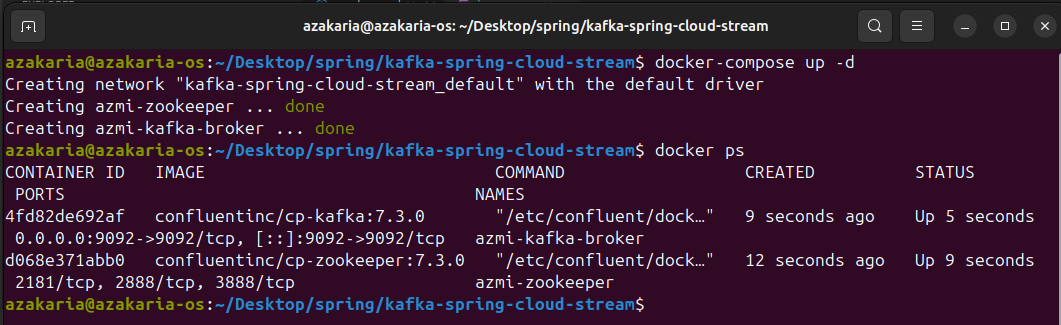 azakaria@azakaria-os: ~/Desktop/spring/kafka-spring-cloud-stream
azakaria@azakaria-os:~/Desktop/spring/kafka-spring-cloud-stream$ docker-compose up -d
Creating network "kafka-spring-cloud-stream_default" with the default driver
Creating azmi-zookeeper ... done
Creating azmi-kafka-broker ... done
azakaria@azakaria-os:~/Desktop/spring/kafka-spring-cloud-stream$ docker ps
CONTAINER ID   IMAGE                             COMMAND                  CREATED          STATUS
 PORTS                                         NAMES
4fd82de692af   confluentinc/cp-kafka:7.3.0       "/etc/confluent/dock…"   9 seconds ago    Up 5 seconds
 0.0.0.0:9092->9092/tcp, [::]:9092->9092/tcp   azmi-kafka-broker
d068e371abb0   confluentinc/cp-zookeeper:7.3.0   "/etc/confluent/dock…"   12 seconds ago   Up 9 seconds
 2181/tcp, 2888/tcp, 3888/tcp                  azmi-zookeeper
azakaria@azakaria-os:~/Desktop/spring/kafka-spring-cloud-stream$